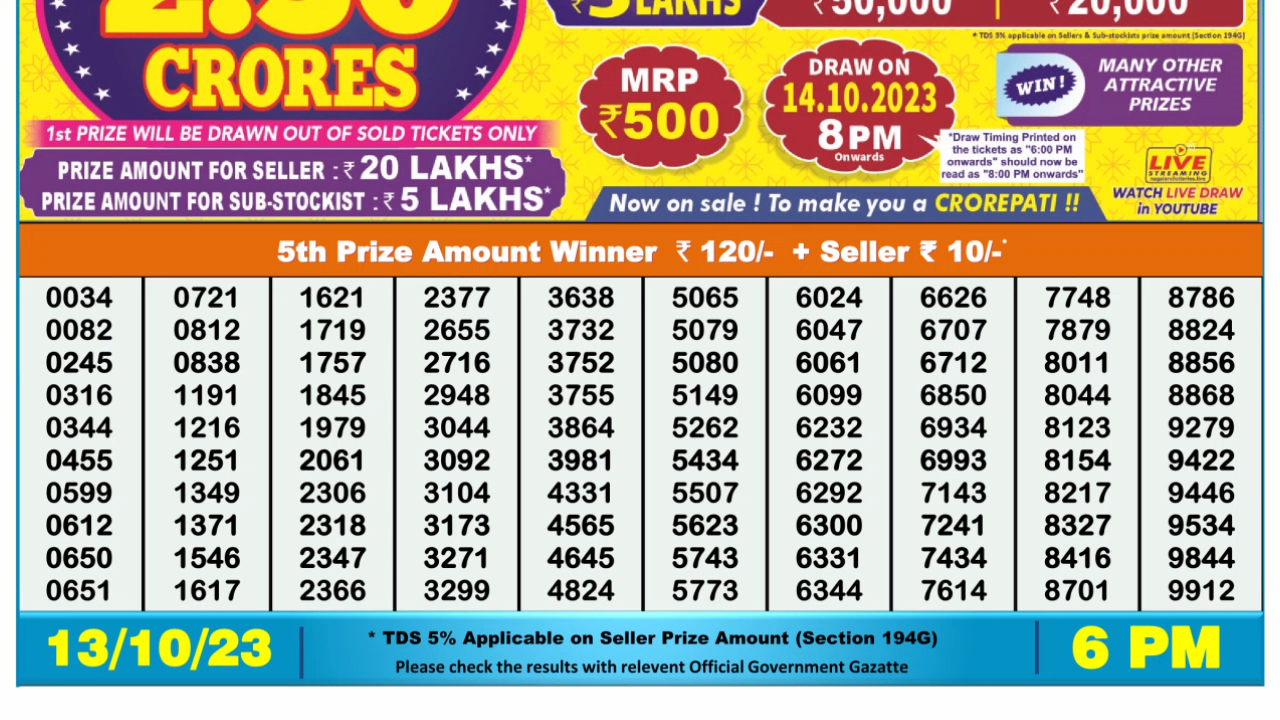 2.50
CRORES
1st PRIZE WILL BE DRAWN OUT OF SOLD TICKETS ONLY
PRIZE AMOUNT FOR SELLER : ₹ 20 LAKHS*
PRIZE AMOUNT FOR SUB-STOCKIST : ₹ 5 LAKHS*
₹5 LAKHS
₹50,000
₹20,000
* TDS 5% applicable on Sellers & Sub-stockists prize amount (Section 194G)
MRP
₹500
DRAW ON
14.10.2023
8PM
Onwards
"Draw Timing Printed on
the tickets as "6:00 PM
onwards" should now be
read as "8:00 PM onwards"
WIN!
MANY OTHER
ATTRACTIVE
PRIZES
LIVE
STREAMING
WATCH LIVE DRAW
in YOUTUBE
Now on sale ! To make you a CROREPATI !!
5th Prize Amount Winner ₹ 120/- + Seller ₹ 10/-*
0034 0721 1621 2377 3638 5065 6024 6626 7748 8786
0082 0812 1719 2655 3732 5079 6047 6707 7879 8824
0245 0838 1757 2716 3752 5080 6061 6712 8011 8856
0316 1191 1845 2948 3755 5149 6099 6850 8044 8868
0344 1216 1979 3044 3864 5262 6232 6934 8123 9279
0455 1251 2061 3092 3981 5434 6272 6993 8154 9422
0599 1349 2306 3104 4331 5507 6292 7143 8217 9446
0612 1371 2318 3173 4565 5623 6300 7241 8327 9534
0650 1546 2347 3271 4645 5743 6331 7434 8416 9844
0651 1617 2366 3299 4824 5773 6344 7614 8701 9912
13/10/23
* TDS 5% Applicable on Seller Prize Amount (Section 194G)
Please check the results with relevent Official Government Gazatte
6 PM